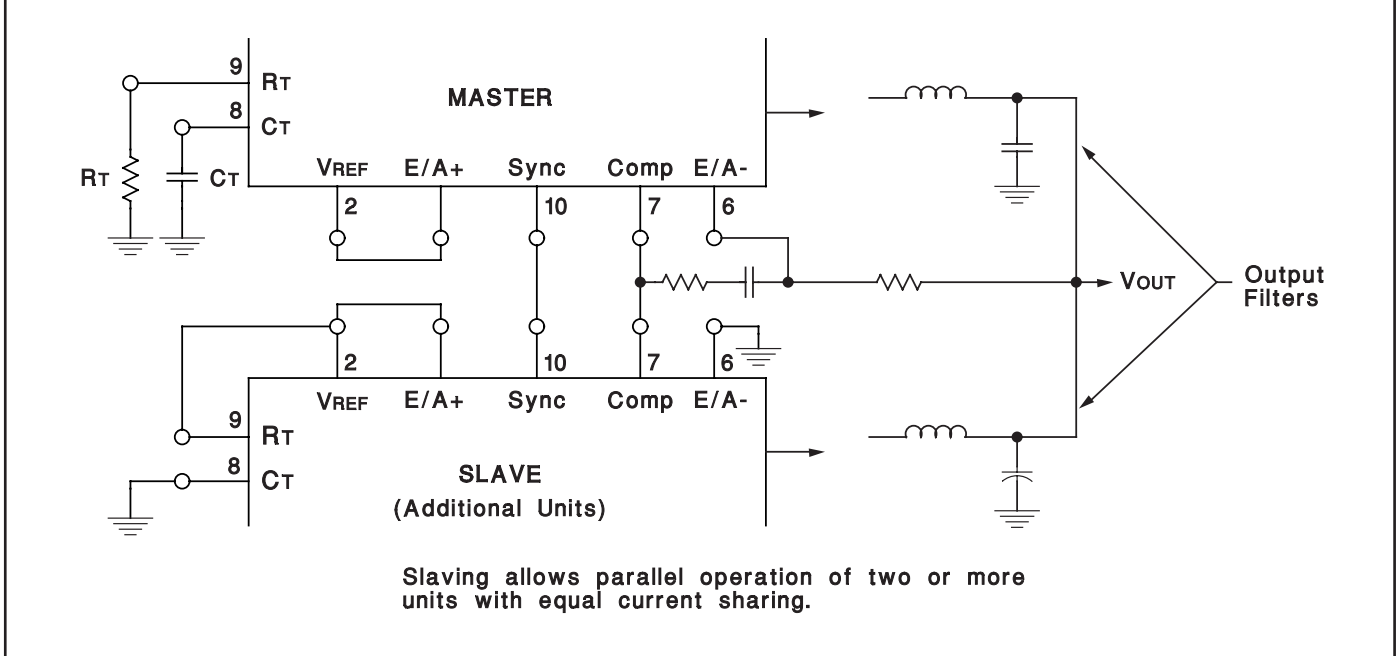 9
RT
MASTER
8
CT
RT
CT
VREF E/A+ Sync Comp E/A-
2 10 7 6
VOUT
Output
Filters
2 10 7 6
VREF E/A+ Sync Comp E/A-
9
RT
8
CT
SLAVE
(Additional Units)
Slaving allows parallel operation of two or more
units with equal current sharing.